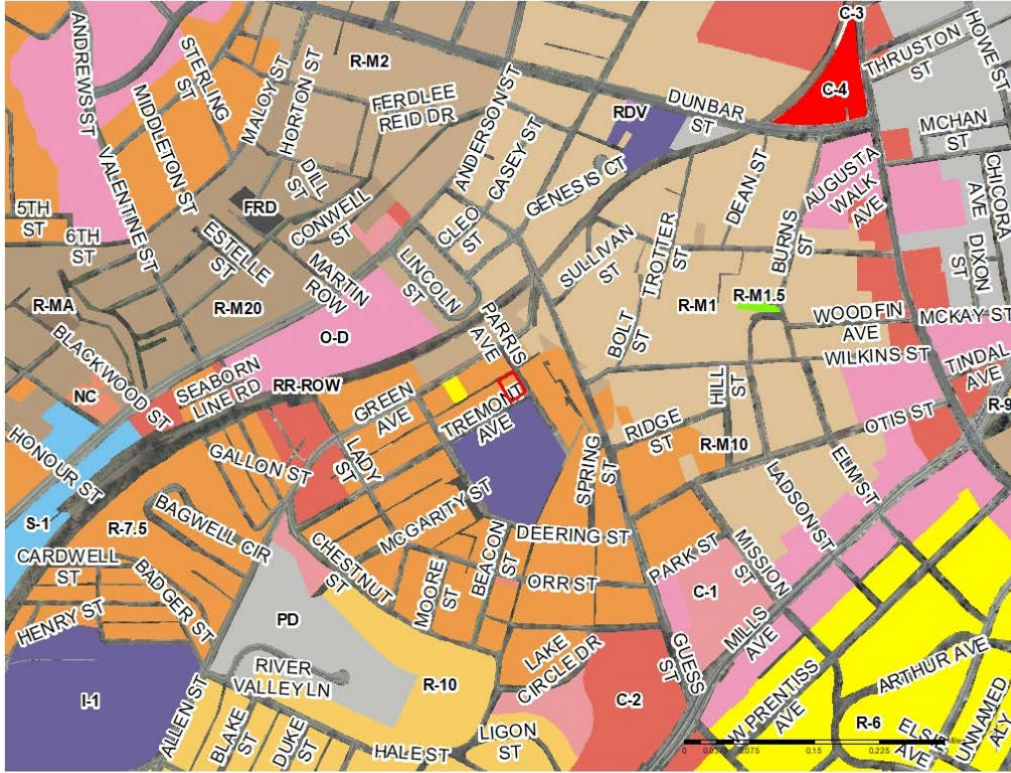 C-3
THRUSTON
ST
HOWE ST
ANDREWS ST
STERLING
ST
MIDDLETON ST
MALOY ST
HORTON ST
R-M2
FERDLEE
REID DR
ANDERSON ST
CASEY ST
RDV
DUNBAR
ST
C-4
MCHAN
ST
VALENTINE ST
DILL
ST
GENESIS CT
DEAN ST
AUGUSTA
WALK
AVE
CHICORA
AVE
5TH
ST
6TH
ST
FRD
CONWELL
ST
CLEO
ST
SULLIVAN
ST
TROTTER
ST
BURNS
ST
DIXON
ST
ESTELLE
ST
MARTIN
ROW
LINCOLN
ST
R-MA
R-M20
R-M1
R-M1.5
WOODFIN
AVE
MCKAY ST
BLACKWOOD ST
O-D
PARRIS
AVE
BOLT
ST
WILKINS ST
TINDAL
AVE
NC
SEABORN
LINE RD
RR-ROW
GREEN
AVE
TREMONT
AVE
HILL
ST
OTIS ST
R-9
HONOUR ST
GALLON ST
LADY
ST
RIDGE
ST
R-M10
SPRING
ST
LADSON ST
ELM ST
S-1
R-7.5
BAGWELL CIR
MCGARITY ST
BEACON
ST
DEERING ST
CARDWELL
ST
BADGER ST
CHESTNUT
ST
MOORE
ST
ORR ST
PARK ST
MISSION
ST
HENRY ST
PD
C-1
MILLS
AVE
LAKE
CIRCLE DR
GUESS
ST
ARTHUR AVE
I-1
RIVER
VALLEY LN
R-10
C-2
W PRENTISS
AVE
R-6
ALLEN ST
BLAKE
ST
DUKE
ST
HALE ST
LIGON
ST
ELSIE
AVE
UNNAMED
ALY
0 0.0375 0.075 0.15 0.225